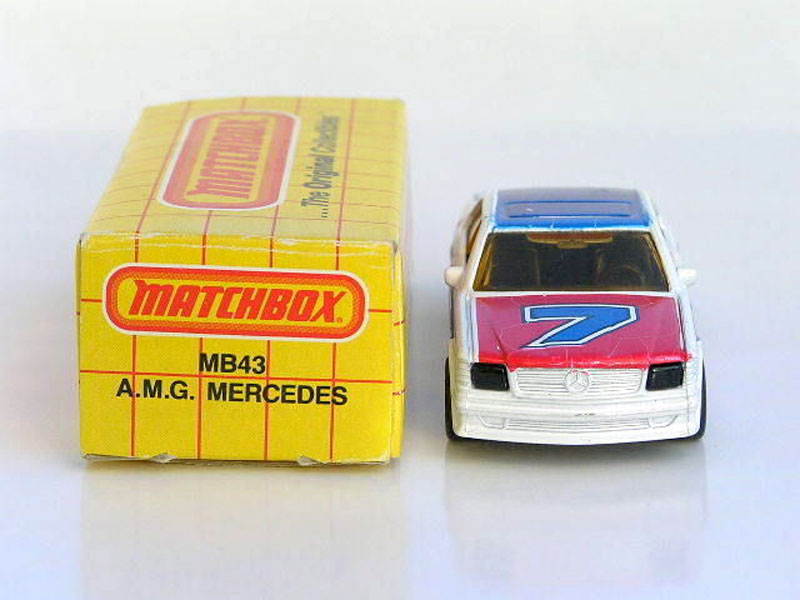 MATCHBOX
...The Original Collectibles
MATCHBOX
MB43
A.M.G. MERCEDES
7